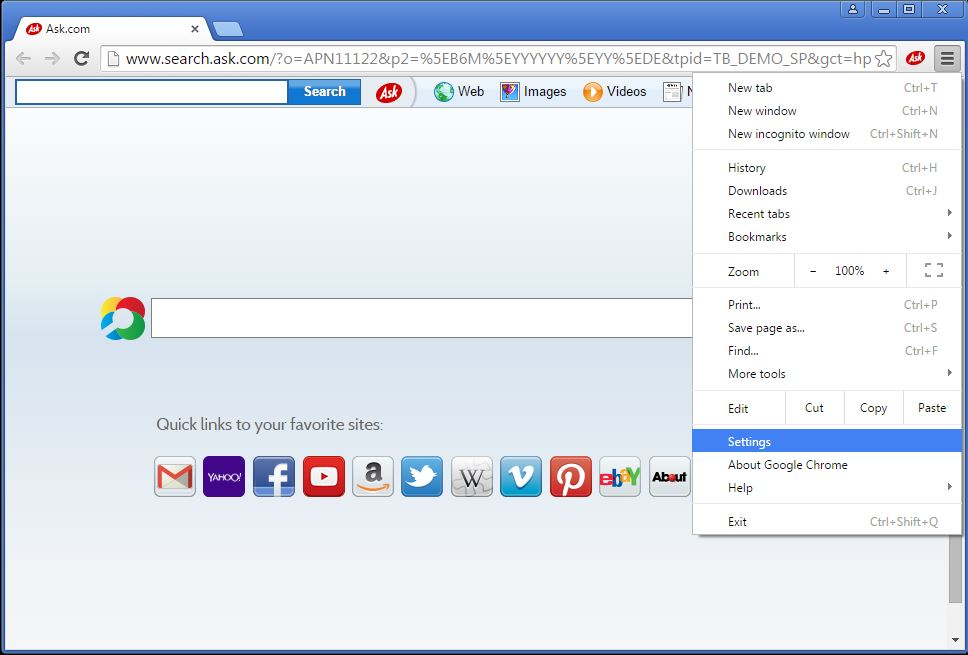 Ask Ask.com
www.search.ask.com/?o=APN11122&p2=%5EB6M%5EYYYYYY%5EYY%5EDE&tpid=TB_DEMO_SP&gct=hp Ask
Search Ask Web Images Videos N
New tab Ctrl+T
New window Ctrl+N
New incognito window Ctrl+Shift+N
History Ctrl+H
Downloads Ctrl+J
Recent tabs
Bookmarks
Zoom − 100% +
Print... Ctrl+P
Save page as... Ctrl+S
Find... Ctrl+F
More tools
Edit Cut Copy Paste
Settings
About Google Chrome
Help
Exit Ctrl+Shift+Q
Quick links to your favorite sites:
YAHOO! f a W v ebay About